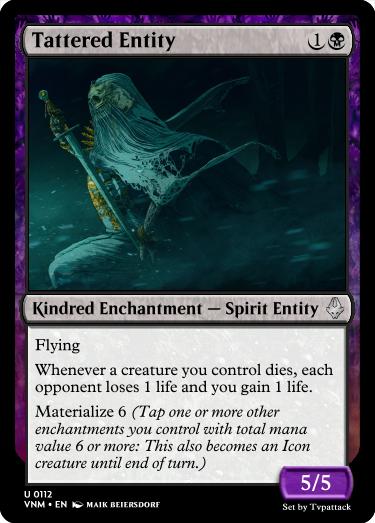 Tattered Entity 1
Kindred Enchantment — Spirit Entity
Flying
Whenever a creature you control dies, each
opponent loses 1 life and you gain 1 life.
Materialize 6 (Tap one or more other
enchantments you control with total mana
value 6 or more: This also becomes an Icon
creature until end of turn.)
5/5
U 0112
VNM • EN MAIK BEIERSDORF
Set by Tvpattack